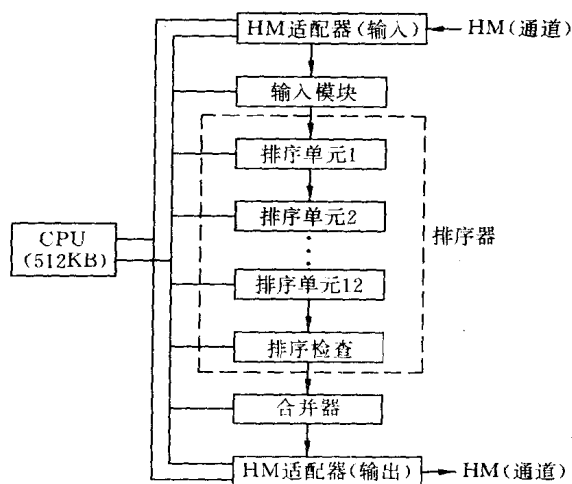 HM适配器(输入)
HM(通道)
输入模块
排序单元1
排序单元2
排序器
CPU
(512KB)
排序单元12
排序检查
合并器
HM适配器(输出)
HM(通道)